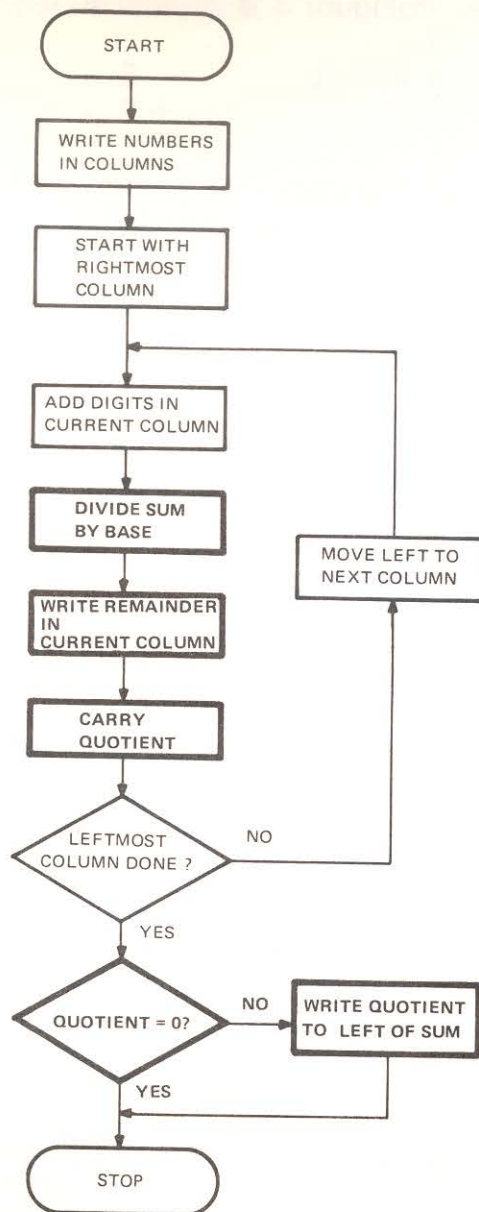 START
WRITE NUMBERS
IN COLUMNS
START WITH
RIGHTMOST
COLUMN
ADD DIGITS IN
CURRENT COLUMN
DIVIDE SUM
BY BASE
MOVE LEFT TO
NEXT COLUMN
WRITE REMAINDER
IN
CURRENT COLUMN
CARRY
QUOTIENT
LEFTMOST
COLUMN DONE ?
NO
YES
QUOTIENT = 0?
NO
WRITE QUOTIENT
TO LEFT OF SUM
YES
STOP